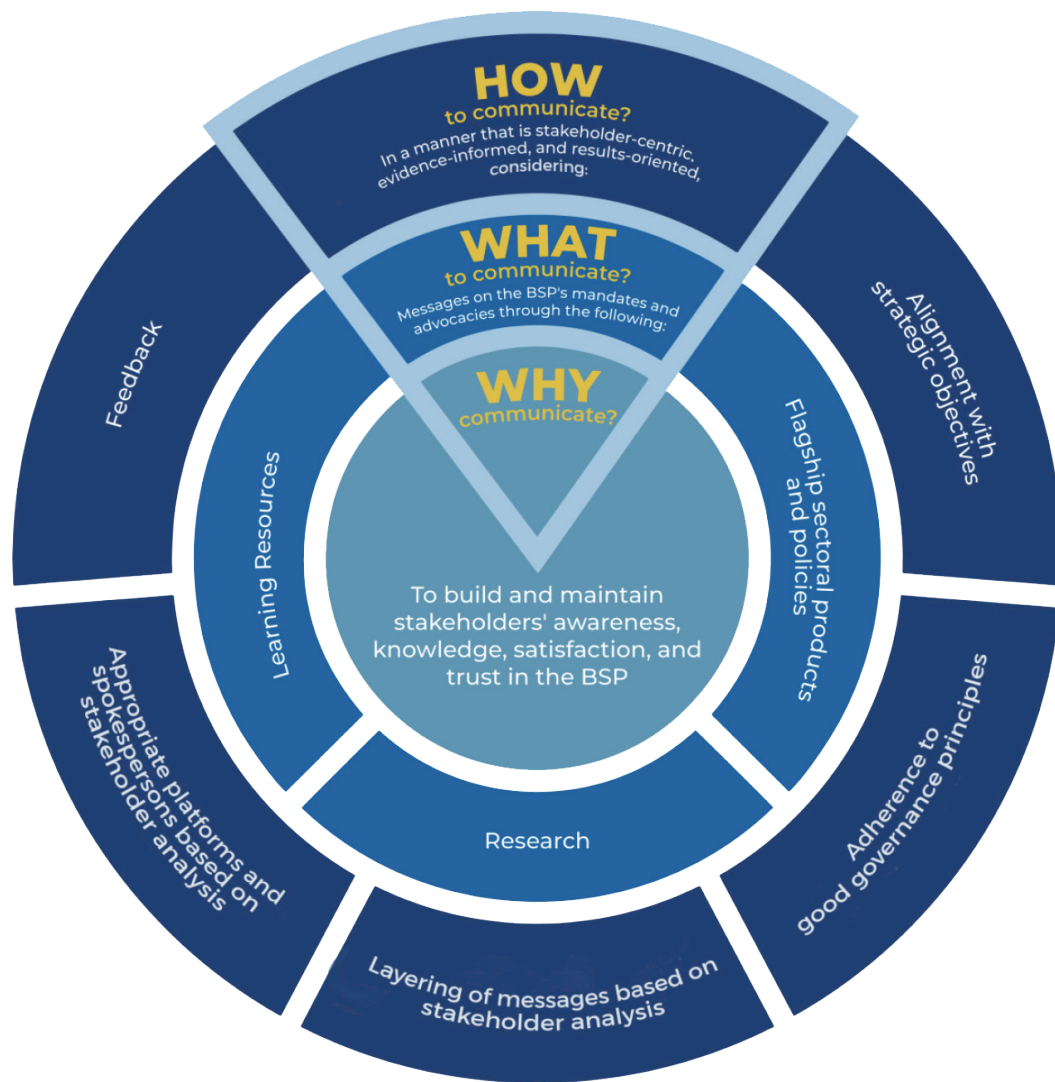 HOW
to communicate?
In a manner that is stakeholder-centric.
evidence-informed, and results-oriented,
considering:
WHAT
to communicate?
Messages on the BSP's mandates and
advocacies through the following:
WHY
communicate?
To build and maintain
stakeholders' awareness,
knowledge, satisfaction, and
trust in the BSP
Flagship sectoral products
and policies
Research
Learning Resources
Alignment with
strategic objectives
Adherence to
good governance principles
Layering of messages based on
stakeholder analysis
Appropriate platforms and
spokespersons based on
stakeholder analysis
Feedback